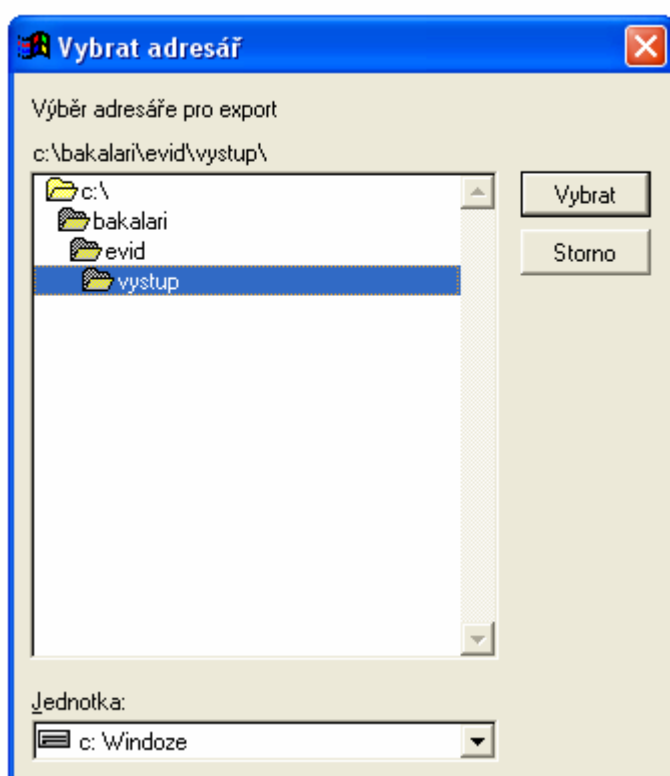 Vybrat adresář
Výběr adresáře pro export
c:\bakalari\evid\vystup\
c:\
bakalari
evid
vystup
Vybrat
Storno
Jednotka:
c: Windoze